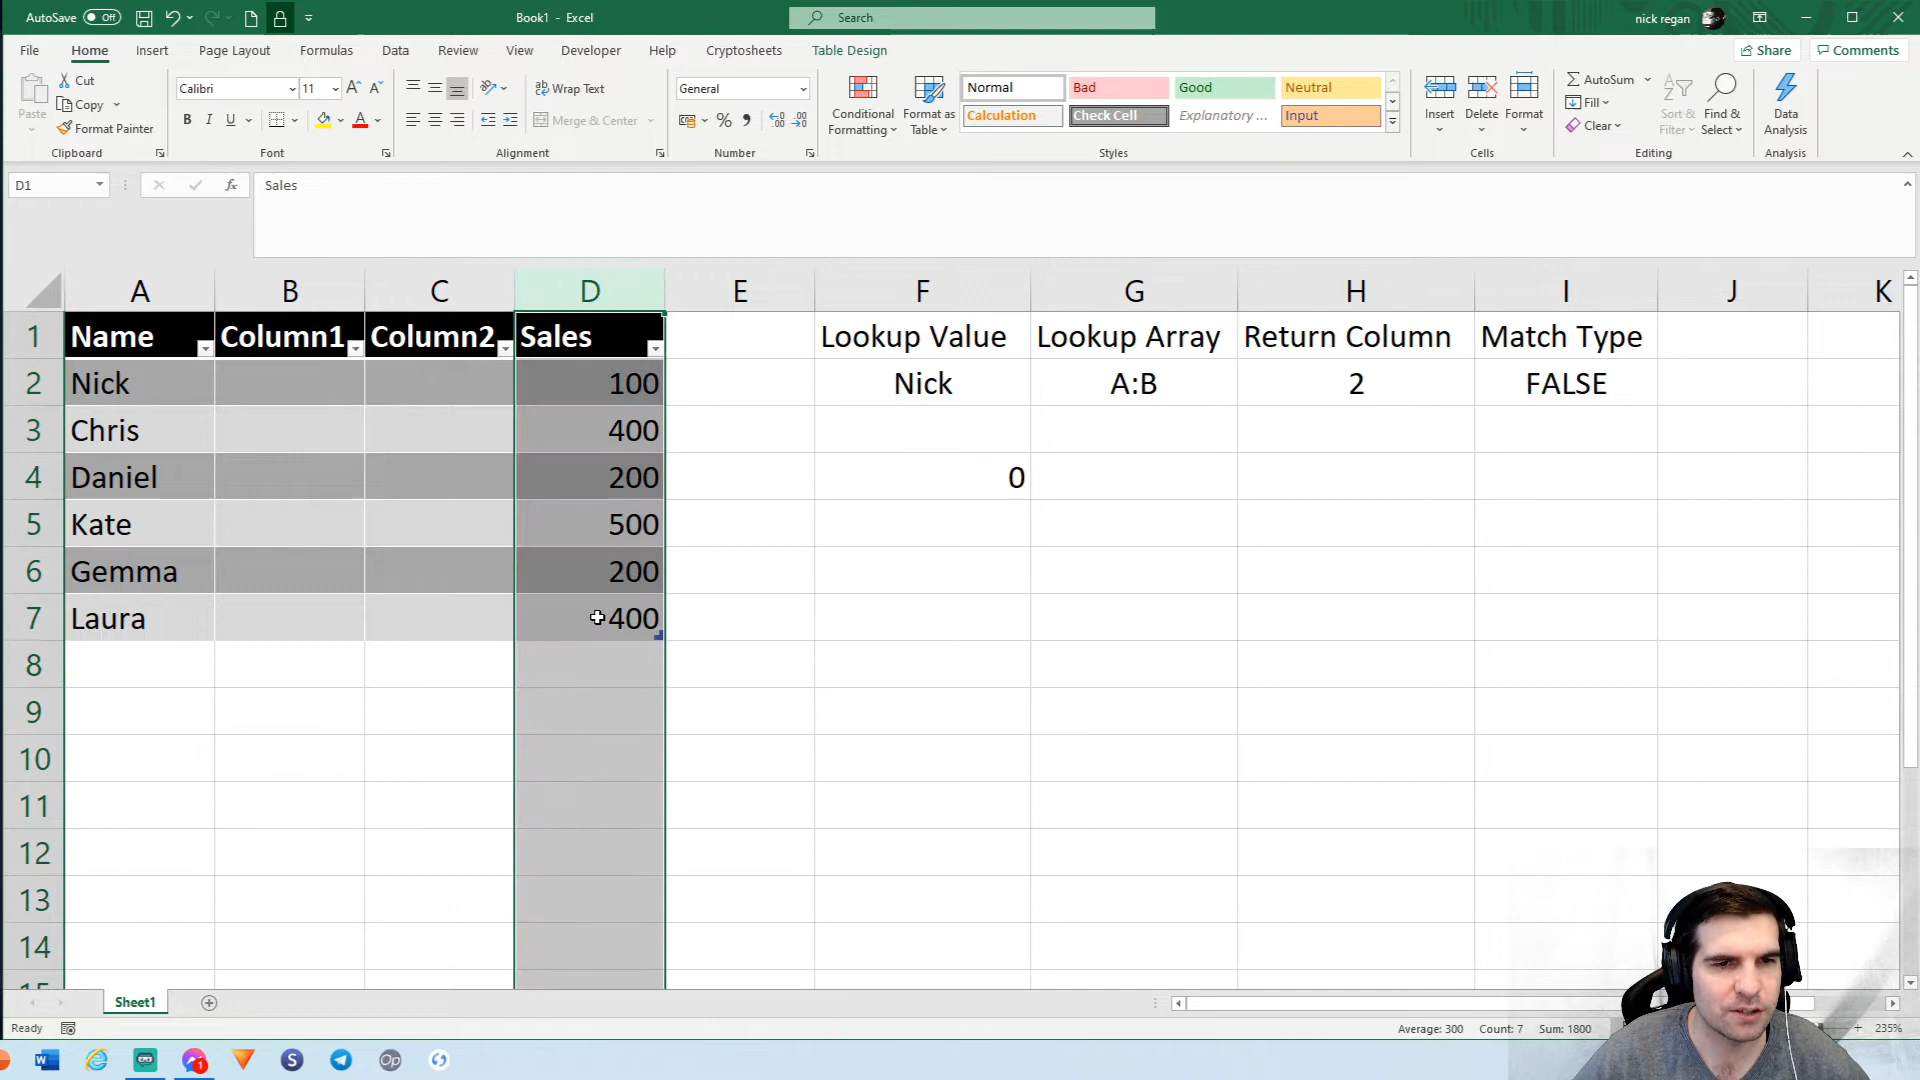 AutoSave Off Book1 - Excel Search nick regan
File Home Insert Page Layout Formulas Data Review View Developer Help Cryptosheets Table Design Share Comments
Paste Cut Copy Format Painter
Clipboard
Calibri 11
B I U
Font
ab Wrap Text
Merge & Center
Alignment
General
%
Number
Conditional Formatting
Format as Table
Normal Bad Good Neutral
Calculation Check Cell Explanatory ... Input
Styles
Insert Delete Format
Cells
AutoSum
Fill
Clear
Sort & Filter
Find & Select
Editing
Data Analysis
Analysis
D1 fx Sales
A B C D E F G H I J K
1 Name Column1 Column2 Sales Lookup Value Lookup Array Return Column Match Type
2 Nick 100 Nick A:B 2 FALSE
3 Chris 400
4 Daniel 200 0
5 Kate 500
6 Gemma 200
7 Laura 400
8
9
10
11
12
13
14
15
Sheet1
Ready Average: 300 Count: 7 Sum: 1800 235%
W e 1 S Op